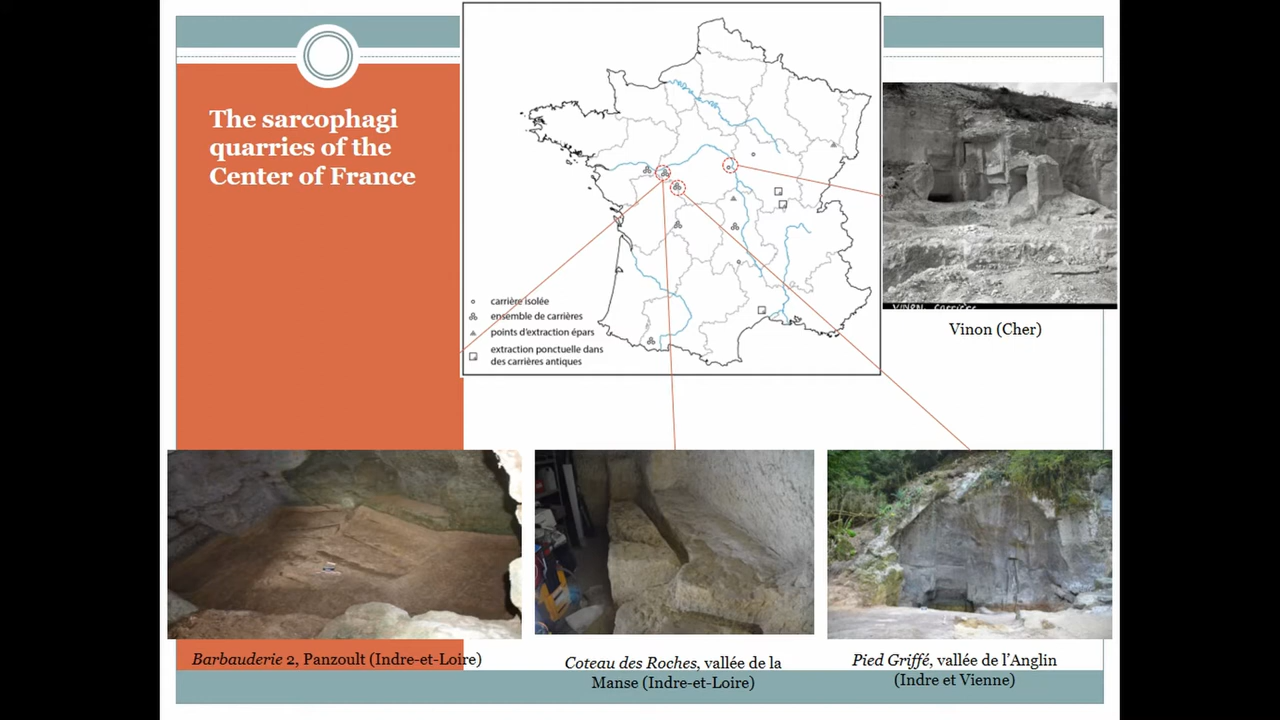 The sarcophagi
quarries of the
Center of France
carrière isolée
ensemble de carrières
points d'extraction épars
extraction ponctuelle dans
des carrières antiques
VINON. Carrière
Vinon (Cher)
Barbauderie 2, Panzoult (Indre-et-Loire)
Coteau des Roches, vallée de la
Manse (Indre-et-Loire)
Pied Griffé, vallée de l'Anglin
(Indre et Vienne)